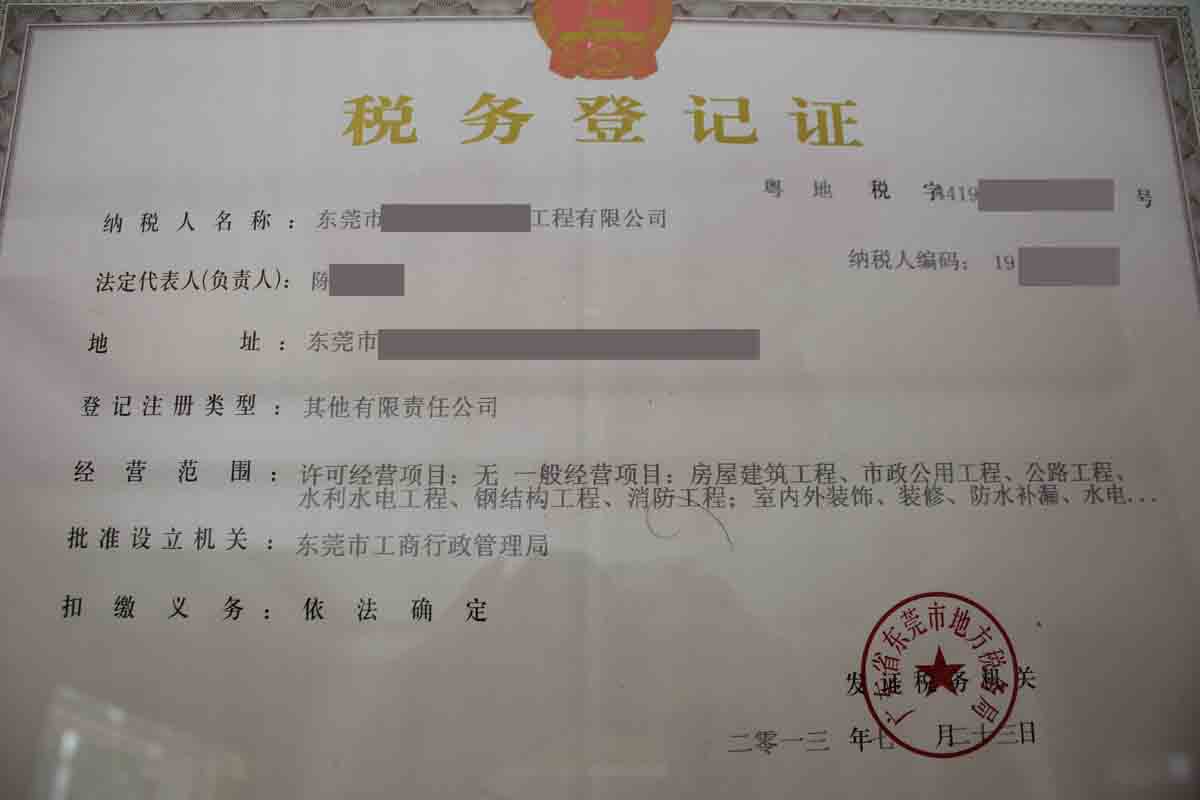 税务登记证
粤地税字4419 号
纳税人名称：东莞市 工程有限公司
纳税人编码：19
法定代表人(负责人)：陈
地址：东莞市
登记注册类型：其他有限责任公司
经营范围：许可经营项目：无 一般经营项目：房屋建筑工程、市政公用工程、公路工程、
水利水电工程、钢结构工程、消防工程；室内外装饰、装修、防水补漏、水电...
批准设立机关：东莞市工商行政管理局
扣缴义务：依法确定
广东省东莞市地方税务局
发证税务机关
二零一三年七月二十三日